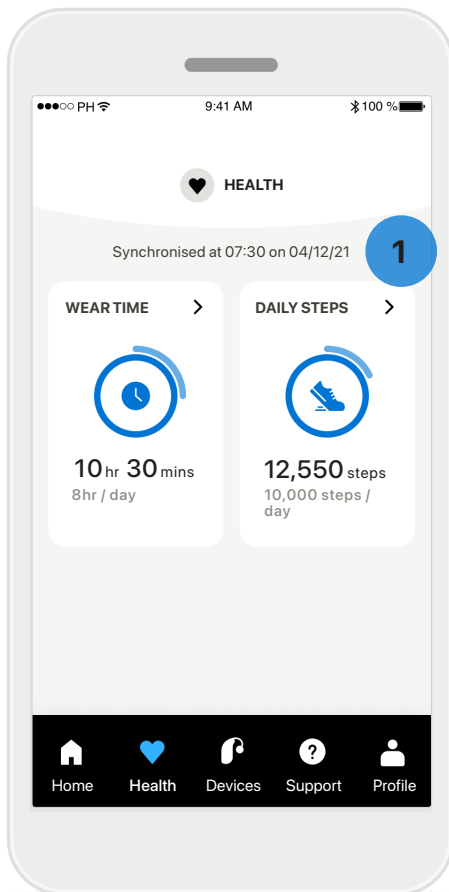 PH 9:41 AM 100 %
HEALTH
Synchronised at 07:30 on 04/12/21
1
WEAR TIME
DAILY STEPS
10 hr 30 mins
8hr / day
12,550 steps
10,000 steps /
day
?
Home Health Devices Support Profile